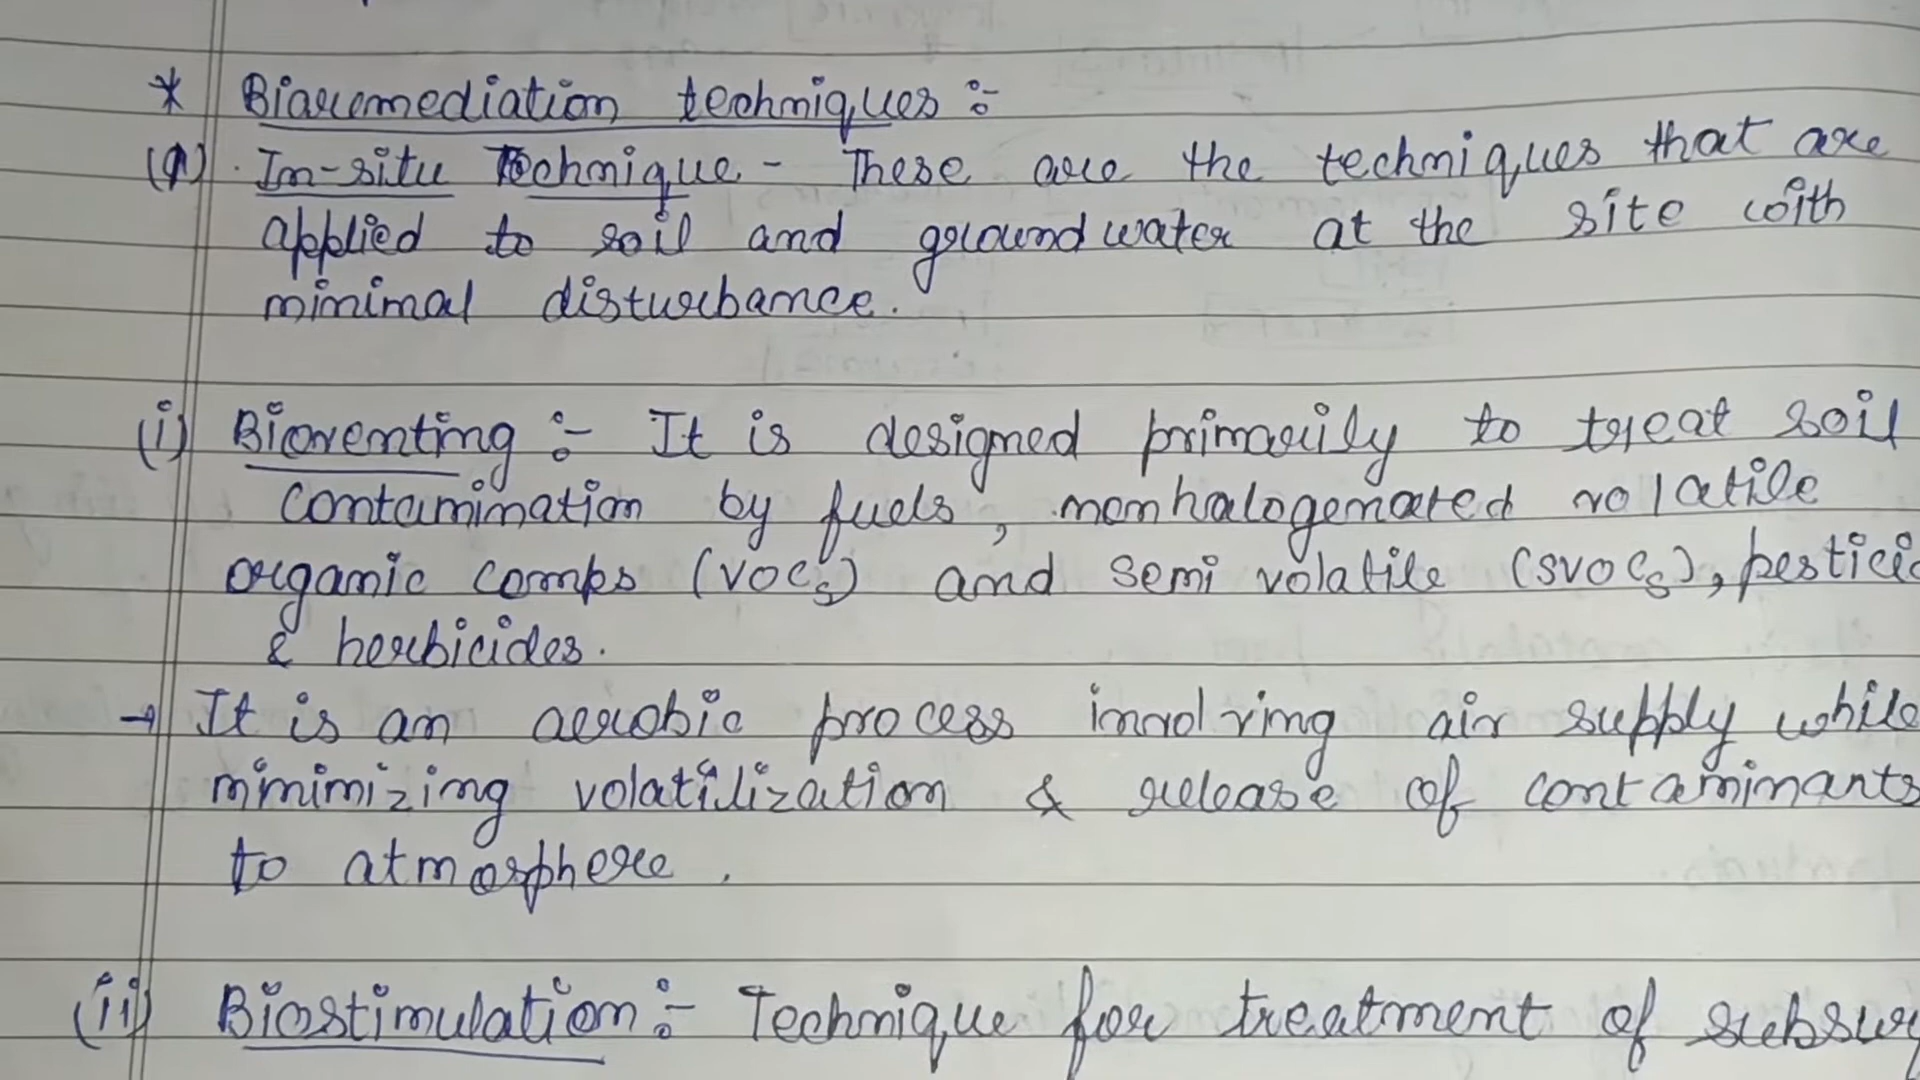 * Bioremediation techniques :-
(A). In-situ Technique - These are the techniques that are
applied to soil and groundwater at the site with
minimal disturbance.
(i) Bioventing :- It is designed primarily to treat soil
contamination by fuels, nonhalogenated volatile
organic comps (VOCs) and semi volatile (SVOCs), pestici
& herbicides.
→ It is an aerobic process involving air supply while
minimizing volatilization & release of contaminants
to atmosphere.
(ii) Biostimulation :- Technique for treatment of subsur